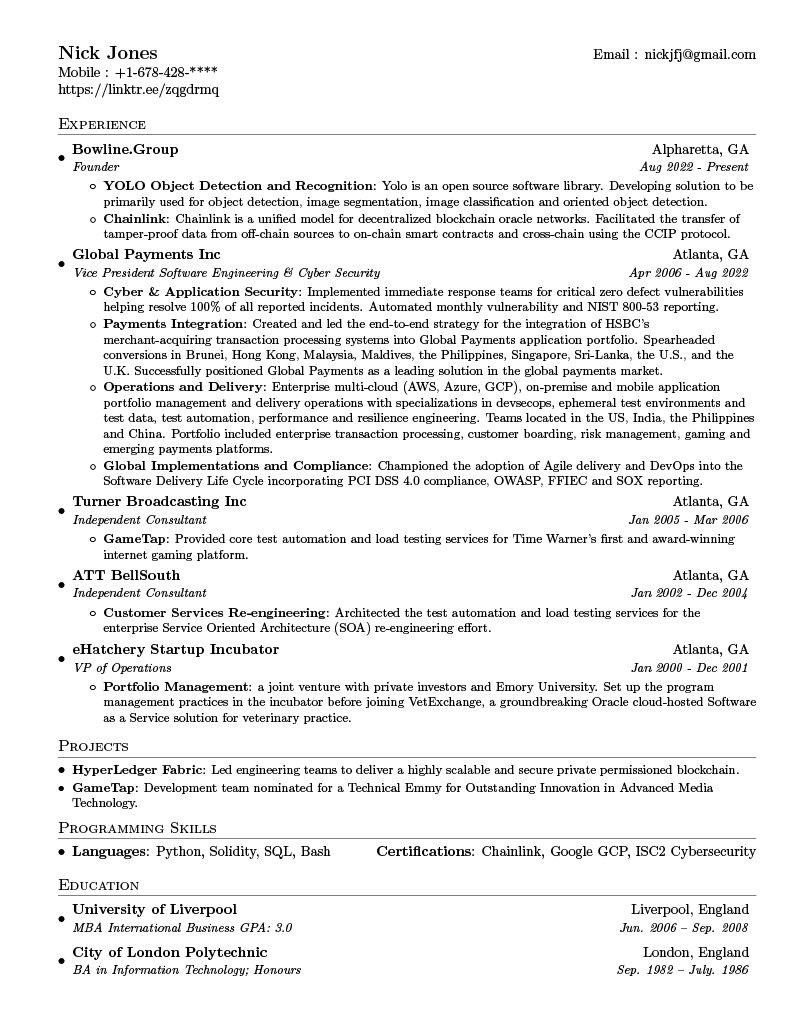 Nick Jones Email : nickjfj@gmail.com
Mobile : +1-678-428-****
https://linktr.ee/zqgdrmq
Experience
• Bowline.Group Alpharetta, GA
Founder Aug 2022 - Present
◦ YOLO Object Detection and Recognition: Yolo is an open source software library. Developing solution to be
primarily used for object detection, image segmentation, image classification and oriented object detection.
◦ Chainlink: Chainlink is a unified model for decentralized blockchain oracle networks. Facilitated the transfer of
tamper-proof data from off-chain sources to on-chain smart contracts and cross-chain using the CCIP protocol.
• Global Payments Inc Atlanta, GA
Vice President Software Engineering & Cyber Security Apr 2006 - Aug 2022
◦ Cyber & Application Security: Implemented immediate response teams for critical zero defect vulnerabilities
helping resolve 100% of all reported incidents. Automated monthly vulnerability and NIST 800-53 reporting.
◦ Payments Integration: Created and led the end-to-end strategy for the integration of HSBC's
merchant-acquiring transaction processing systems into Global Payments application portfolio. Spearheaded
conversions in Brunei, Hong Kong, Malaysia, Maldives, the Philippines, Singapore, Sri-Lanka, the U.S., and the
U.K. Successfully positioned Global Payments as a leading solution in the global payments market.
◦ Operations and Delivery: Enterprise multi-cloud (AWS, Azure, GCP), on-premise and mobile application
portfolio management and delivery operations with specializations in devsecops, ephemeral test environments and
test data, test automation, performance and resilience engineering. Teams located in the US, India, the Philippines
and China. Portfolio included enterprise transaction processing, customer boarding, risk management, gaming and
emerging payments platforms.
◦ Global Implementations and Compliance: Championed the adoption of Agile delivery and DevOps into the
Software Delivery Life Cycle incorporating PCI DSS 4.0 compliance, OWASP, FFIEC and SOX reporting.
• Turner Broadcasting Inc Atlanta, GA
Independent Consultant Jan 2005 - Mar 2006
◦ GameTap: Provided core test automation and load testing services for Time Warner's first and award-winning
internet gaming platform.
• ATT BellSouth Atlanta, GA
Independent Consultant Jan 2002 - Dec 2004
◦ Customer Services Re-engineering: Architected the test automation and load testing services for the
enterprise Service Oriented Architecture (SOA) re-engineering effort.
• eHatchery Startup Incubator Atlanta, GA
VP of Operations Jan 2000 - Dec 2001
◦ Portfolio Management: a joint venture with private investors and Emory University. Set up the program
management practices in the incubator before joining VetExchange, a groundbreaking Oracle cloud-hosted Software
as a Service solution for veterinary practice.
Projects
• HyperLedger Fabric: Led engineering teams to deliver a highly scalable and secure private permissioned blockchain.
• GameTap: Development team nominated for a Technical Emmy for Outstanding Innovation in Advanced Media
Technology.
Programming Skills
• Languages: Python, Solidity, SQL, Bash Certifications: Chainlink, Google GCP, ISC2 Cybersecurity
Education
• University of Liverpool Liverpool, England
MBA International Business GPA: 3.0 Jun. 2006 – Sep. 2008
• City of London Polytechnic London, England
BA in Information Technology; Honours Sep. 1982 – July. 1986